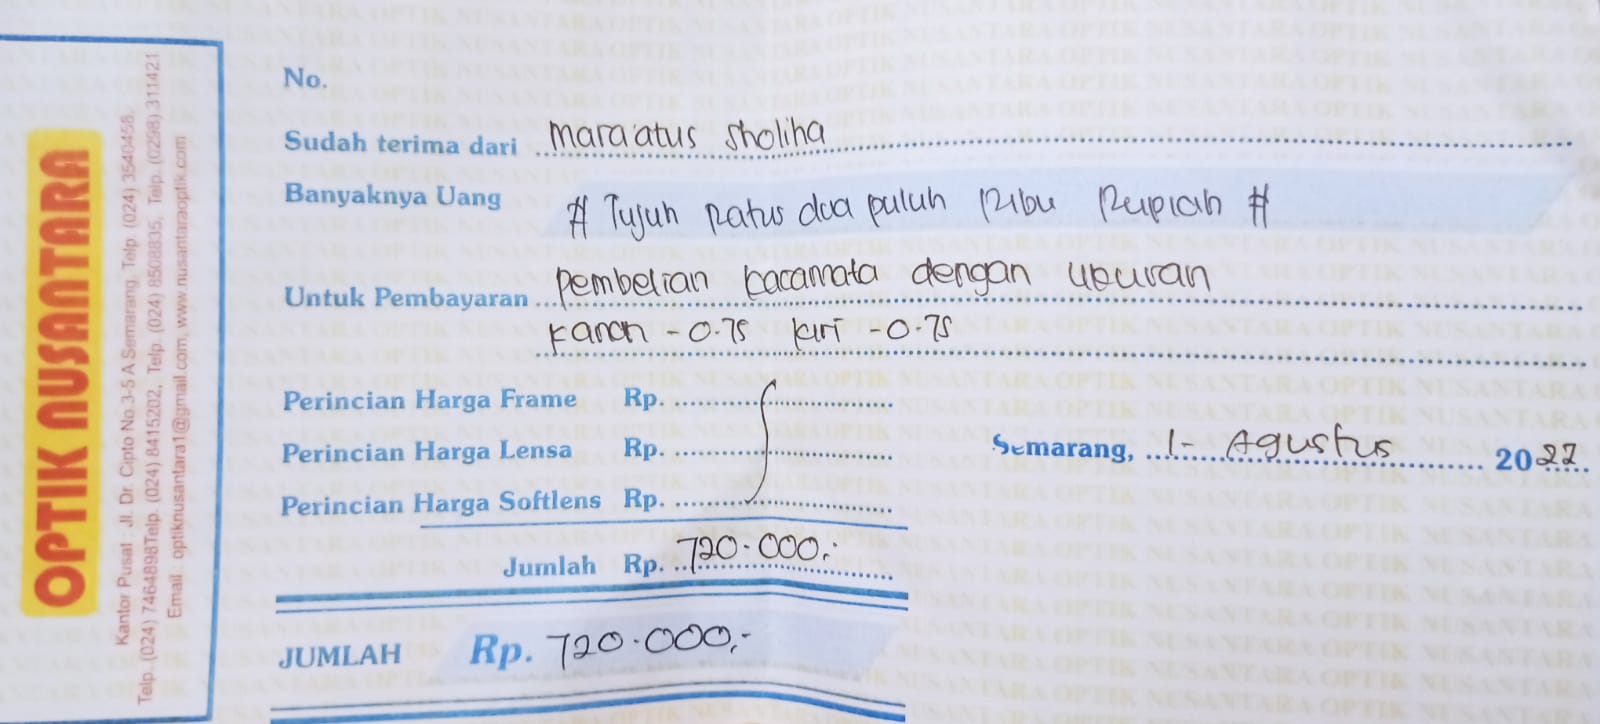 OPTIK NUSANTARA
Kantor Pusat : Jl. Dr. Cipto No.3-5 A Semarang, Telp. (024) 3540458,
Telp. (024) 7464898 Telp. (024) 8415202, Telp. (024) 8508835, Telp. (0298) 311421
Email : optiknusantara1@gmail.com, www.nusantaraoptik.com
No.
Sudah terima dari mara'atus sholiha
Banyaknya Uang # Tujuh ratus dua puluh Ribu Rupiah #
Untuk Pembayaran pembelian kacamata dengan ukuran
kanan - 0.75 kiri - 0.75
Perincian Harga Frame Rp.
Perincian Harga Lensa Rp.
Semarang, 1 - Agustus 2022.
Perincian Harga Softlens Rp.
Jumlah Rp. 720.000,-
JUMLAH Rp. 720.000,-